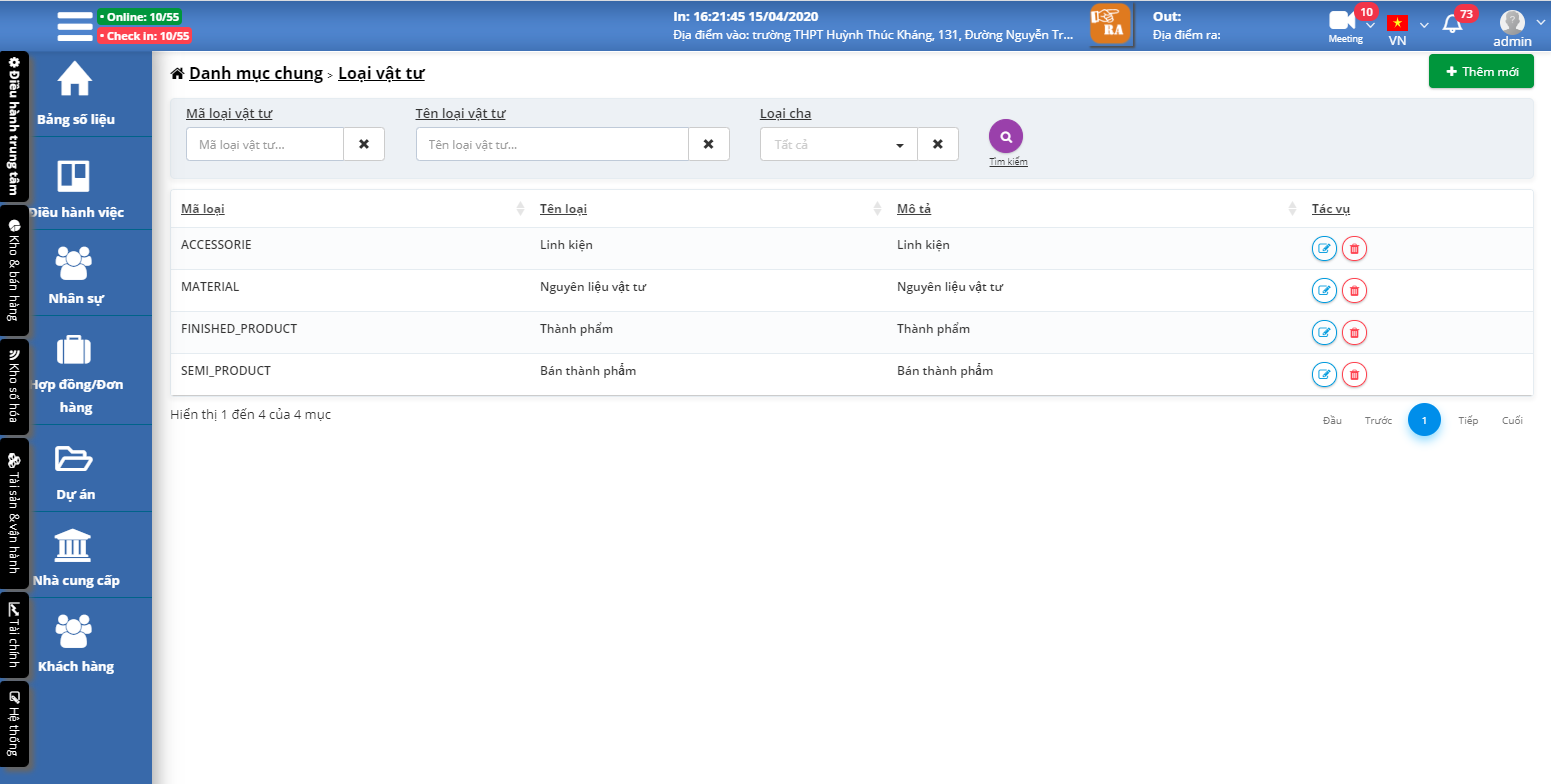 • Online: 10/55
• Check In: 10/55
In: 16:21:45 15/04/2020
Địa điểm vào: trường THPT Huỳnh Thúc Kháng, 131, Đường Nguyễn Tr...
RA
Out:
Địa điểm ra:
10
Meeting
VN
73
admin
Điều hành trung tâm
Kho & bán hàng
Kho số hóa
Tài sản & vận hành
Tài chính
Hệ thống
Bảng số liệu
Điều hành việc
Nhân sự
Hợp đồng/Đơn
hàng
Dự án
Nhà cung cấp
Khách hàng
Danh mục chung > Loại vật tư
Thêm mới
Mã loại vật tư
Tên loại vật tư
Loại cha
Mã loại vật tư...
Tên loại vật tư...
Tất cả
Tìm kiếm
Mã loại Tên loại Mô tả Tác vụ
ACCESSORIE Linh kiện Linh kiện
MATERIAL Nguyên liệu vật tư Nguyên liệu vật tư
FINISHED_PRODUCT Thành phẩm Thành phẩm
SEMI_PRODUCT Bán thành phẩm Bán thành phẩm
Hiển thị 1 đến 4 của 4 mục
Đầu Trước 1 Tiếp Cuối